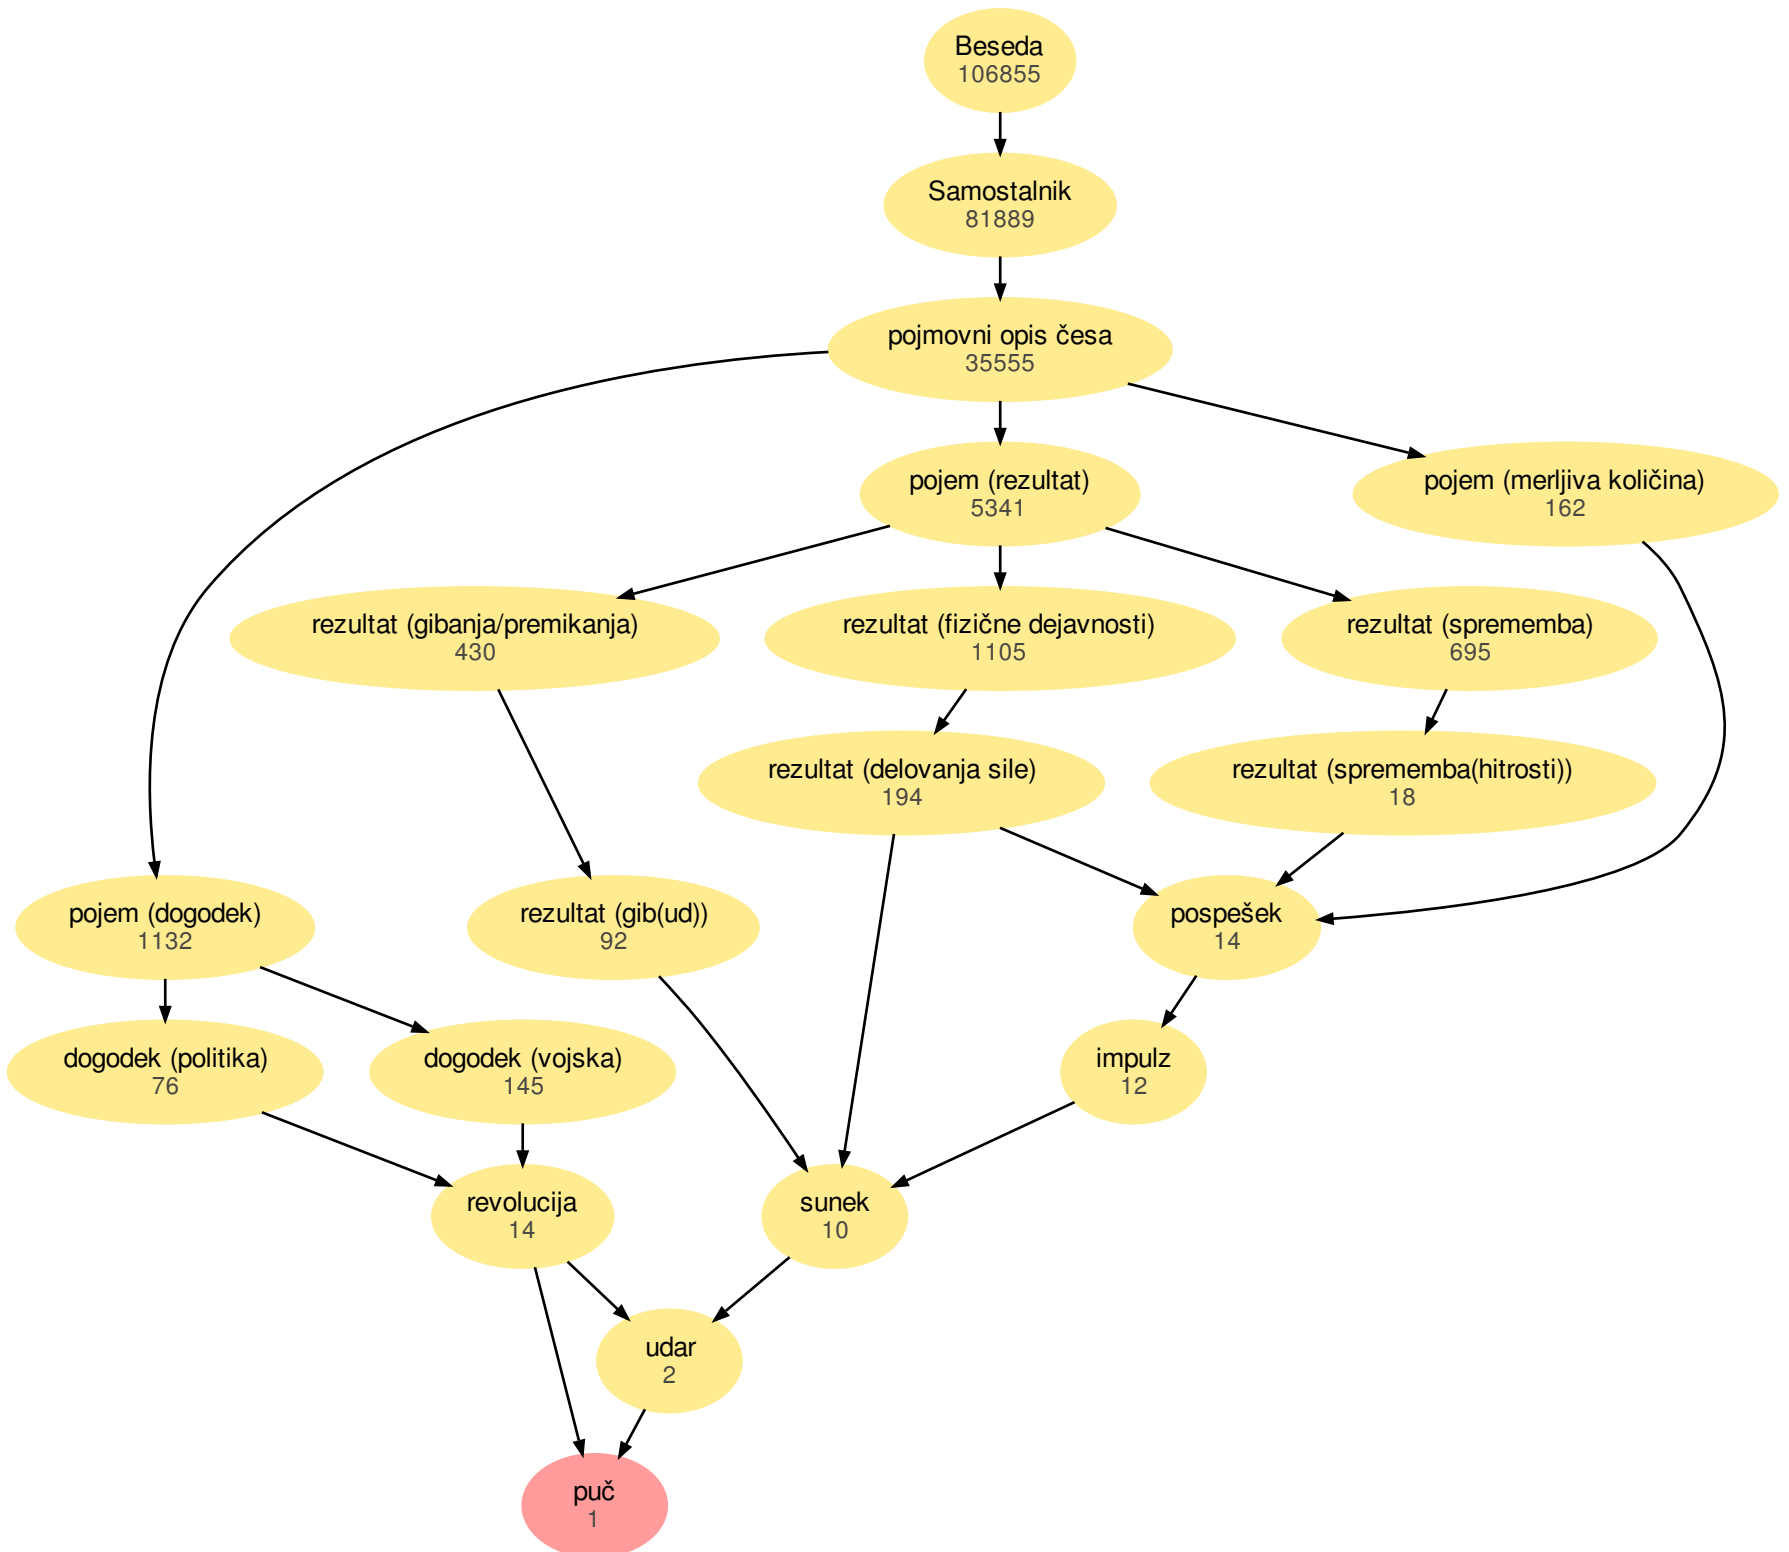 Beseda
106855
Samostalnik
81889
pojmovni opis česa
35555
pojem (rezultat)
5341
pojem (merljiva količina)
162
rezultat (gibanja/premikanja)
430
rezultat (fizične dejavnosti)
1105
rezultat (sprememba)
695
rezultat (delovanja sile)
194
rezultat (sprememba(hitrosti))
18
pojem (dogodek)
1132
rezultat (gib(ud))
92
pospešek
14
dogodek (politika)
76
dogodek (vojska)
145
impulz
12
revolucija
14
sunek
10
udar
2
puč
1